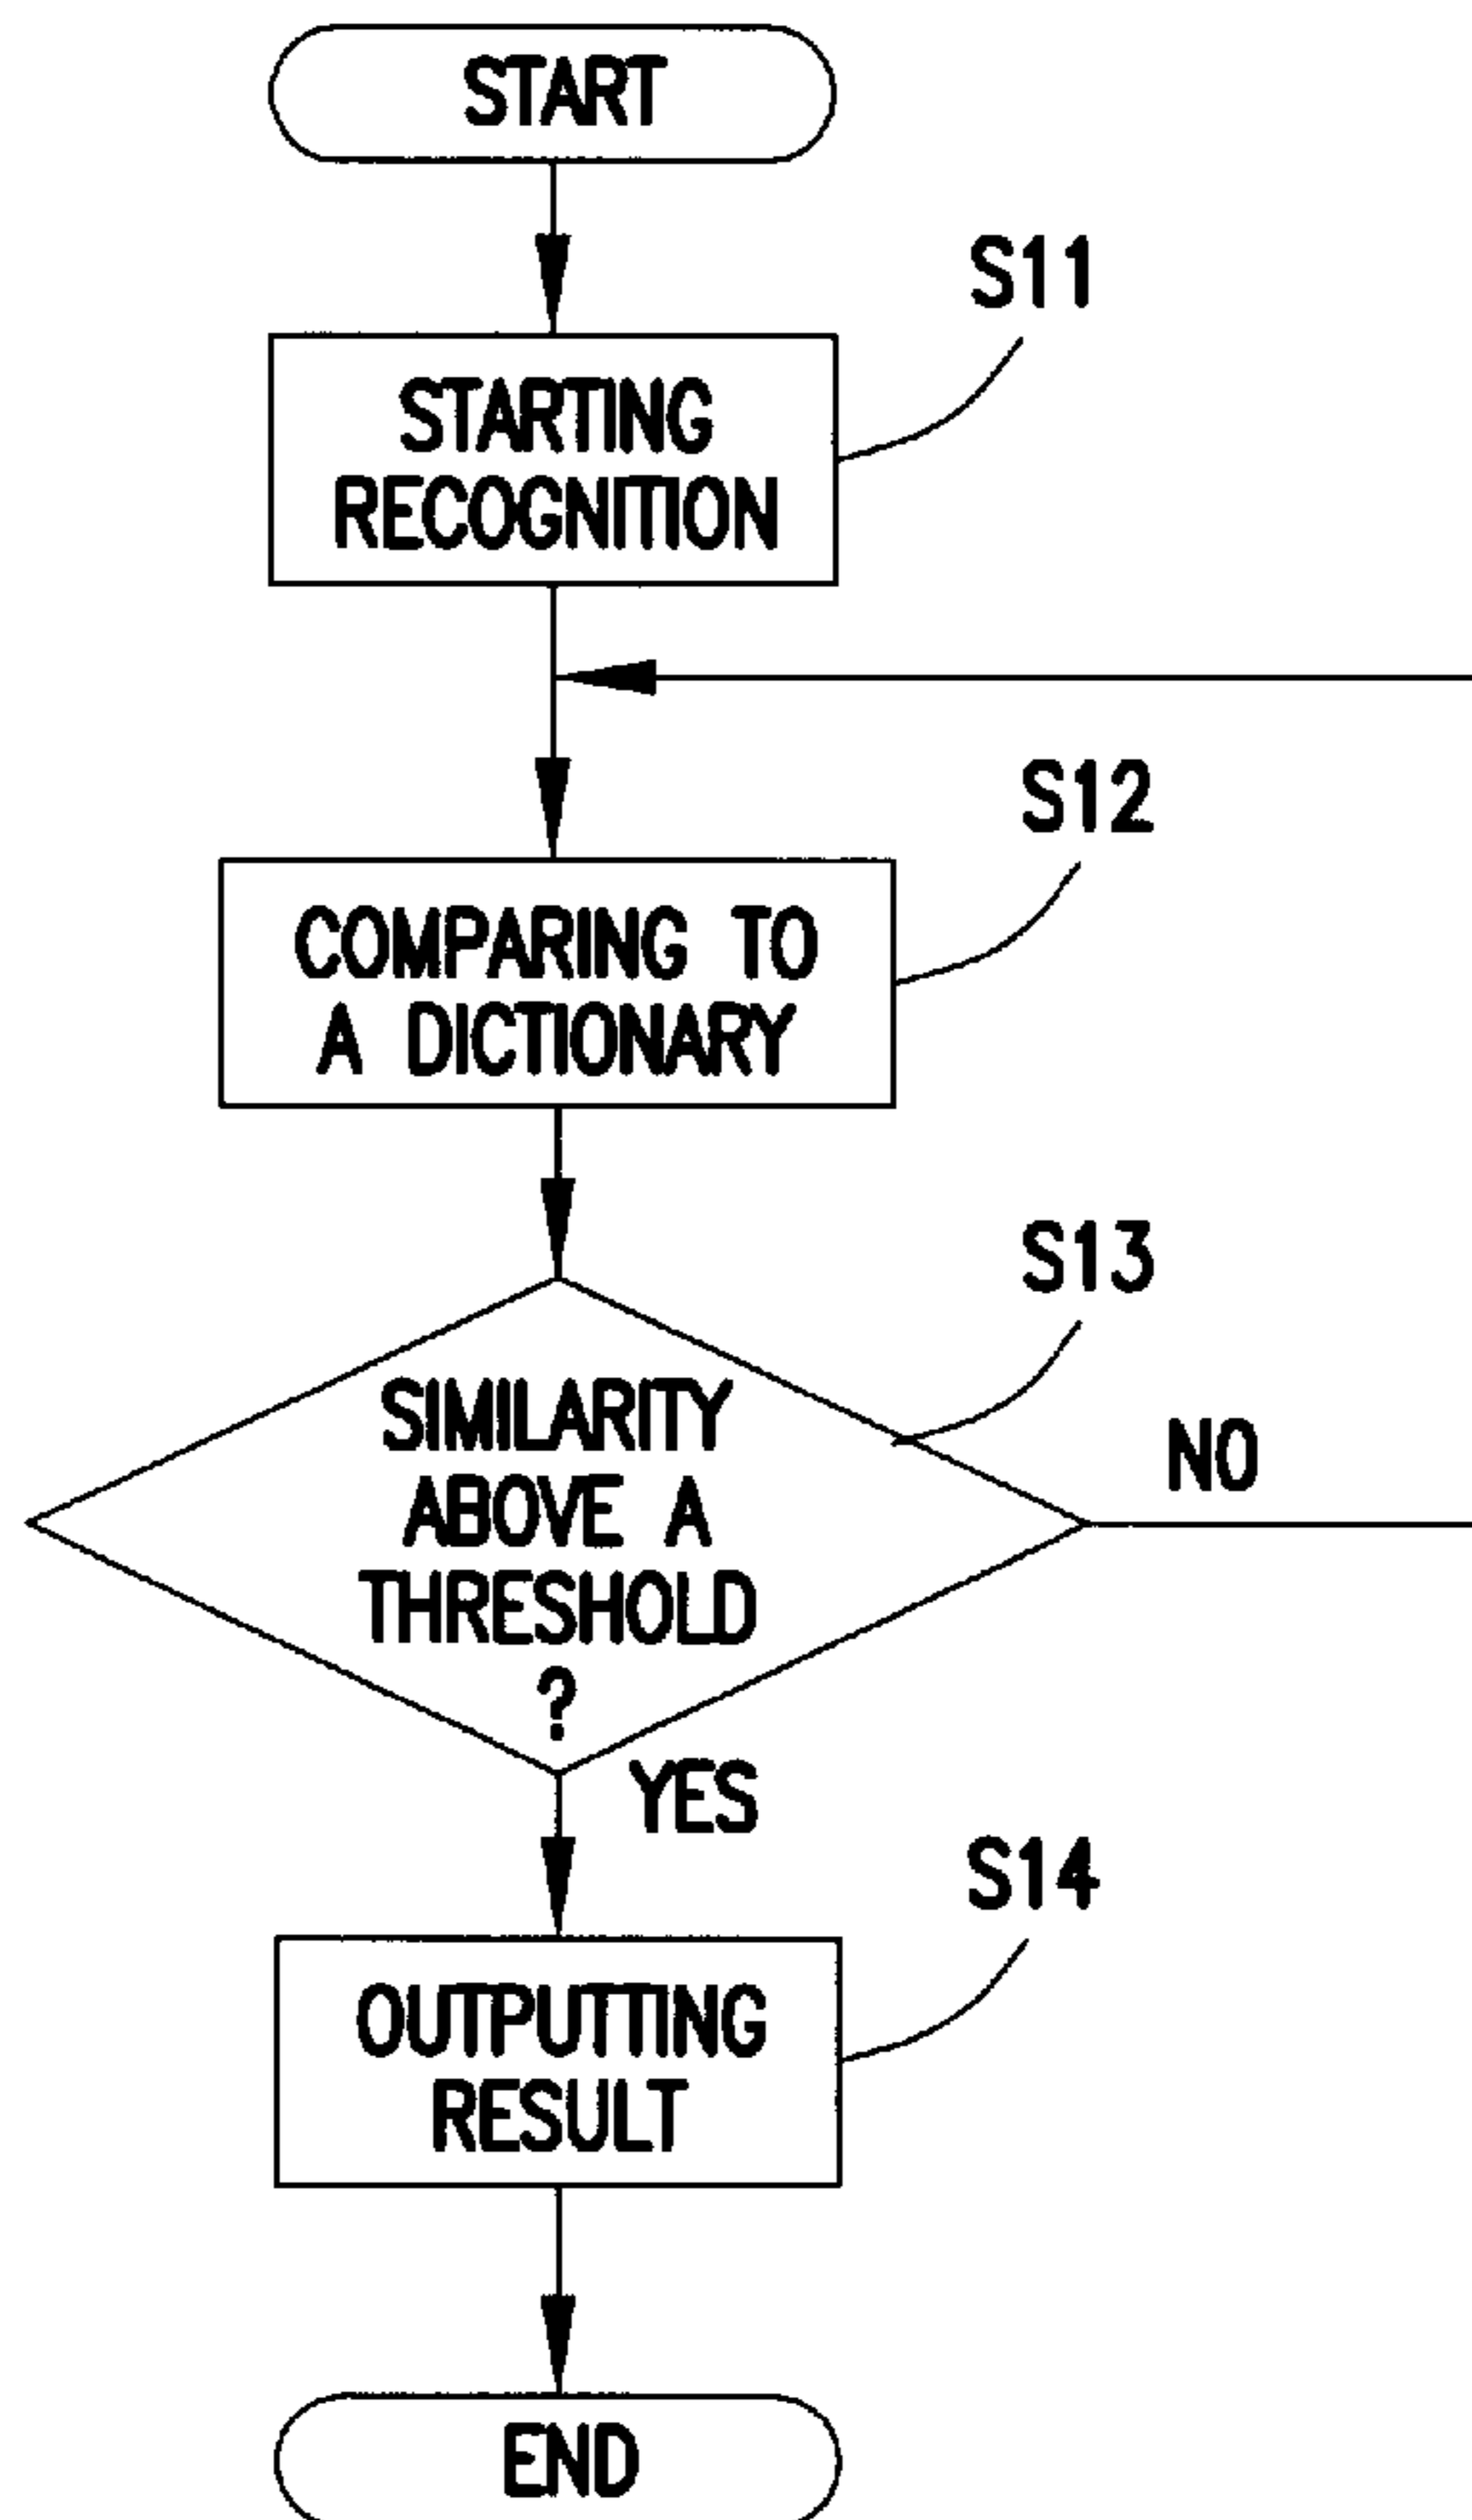 START
S11
STARTING
RECOGNITION
S12
COMPARING TO
A DICTIONARY
S13
SIMILARITY
ABOVE A
THRESHOLD
?
NO
YES
S14
OUTPUTTING
RESULT
END